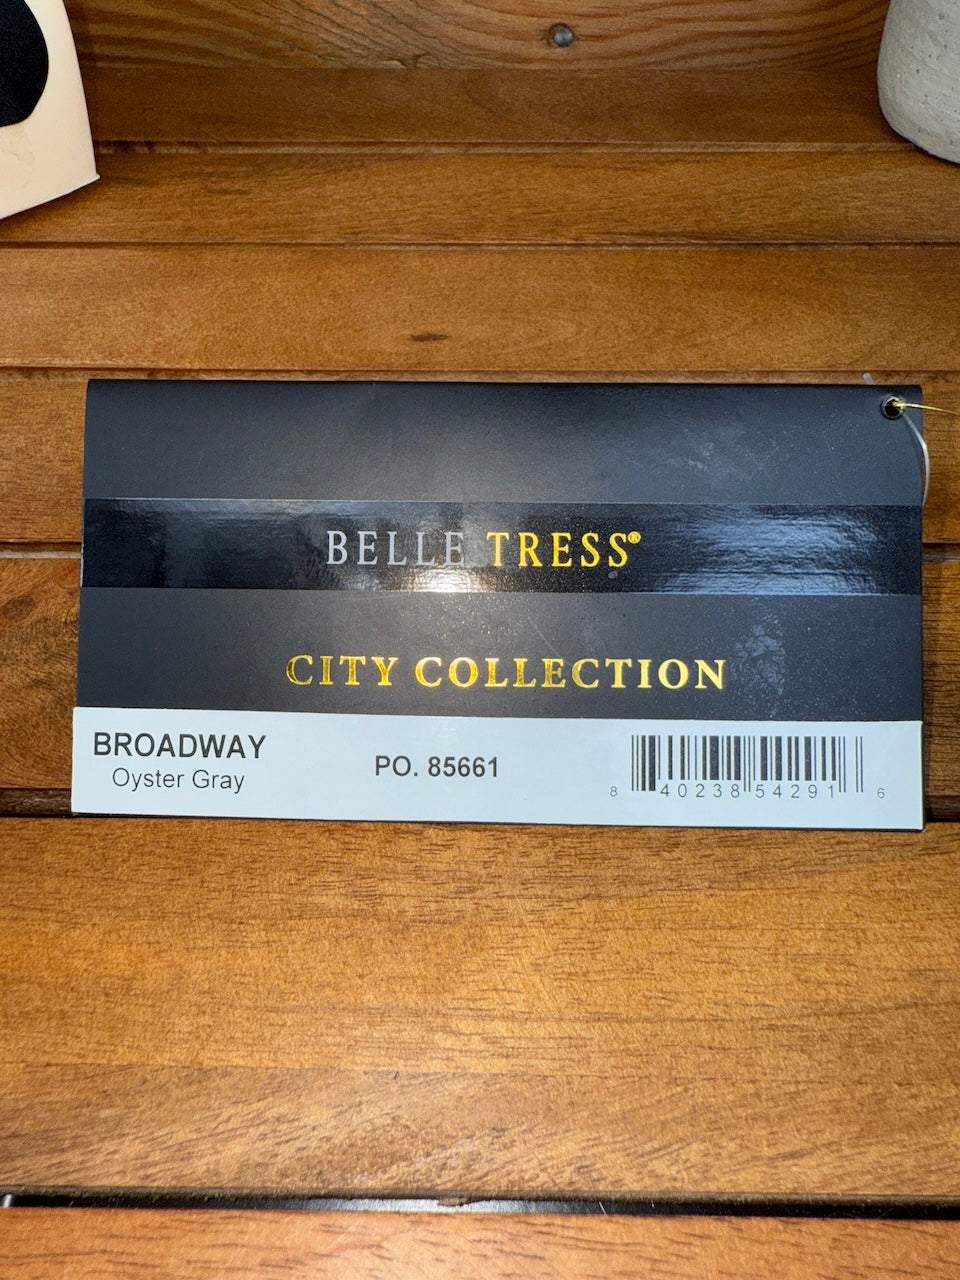 BELLE TRESS®
CITY COLLECTION
BROADWAY
Oyster Gray
PO. 85661
8 40238 54291 6